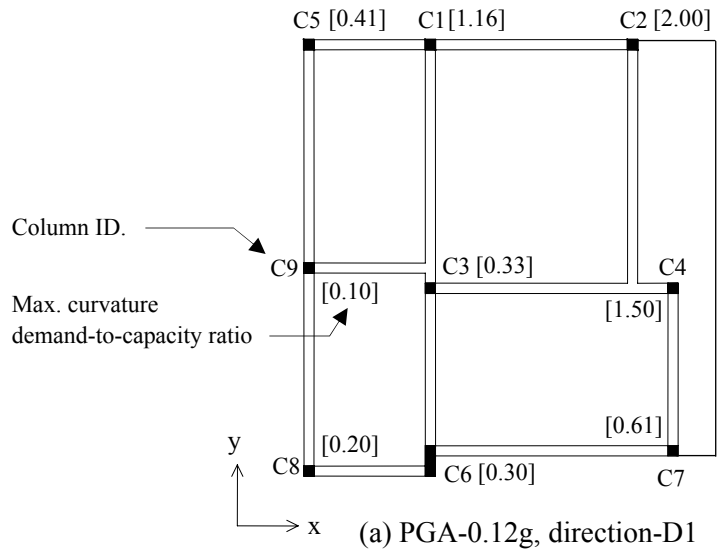 C5 [0.41]
C1[1.16]
C2 [2.00]
Column ID.
C9
C3 [0.33]
C4
[0.10]
Max. curvature
demand-to-capacity ratio
[1.50]
[0.61]
y
[0.20]
C8
C6 [0.30]
C7
x
(a) PGA-0.12g, direction-D1